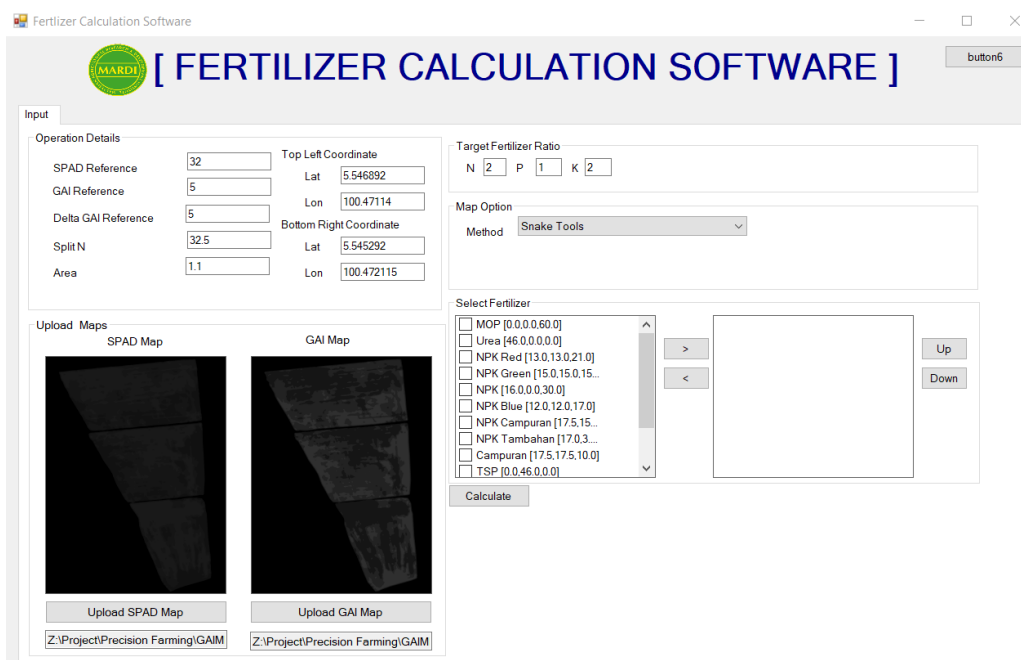 Fertlizer Calculation Software
MARDI
[ FERTILIZER CALCULATION SOFTWARE ]
button6
Input
Operation Details
SPAD Reference
32
GAI Reference
5
Delta GAI Reference
5
Split N
32.5
Area
1.1
Top Left Coordinate
Lat
5.546892
Lon
100.47114
Bottom Right Coordinate
Lat
5.545292
Lon
100.472115
Target Fertilizer Ratio
N 2 P 1 K 2
Map Option
Method
Snake Tools
Upload Maps
SPAD Map
GAI Map
Upload SPAD Map
Upload GAI Map
Z:\Project\Precision Farming\GAIM
Z:\Project\Precision Farming\GAIM
Select Fertilizer
MOP [0.0,0.0,60.0]
Urea [46.0,0.0,0.0]
NPK Red [13.0,13.0,21.0]
NPK Green [15.0,15.0,15...
NPK [16.0,0.0,30.0]
NPK Blue [12.0,12.0,17.0]
NPK Campuran [17.5,15...
NPK Tambahan [17.0,3....
Campuran [17.5,17.5,10.0]
TSP [0.0,46.0,0.0]
>
<
Up
Down
Calculate